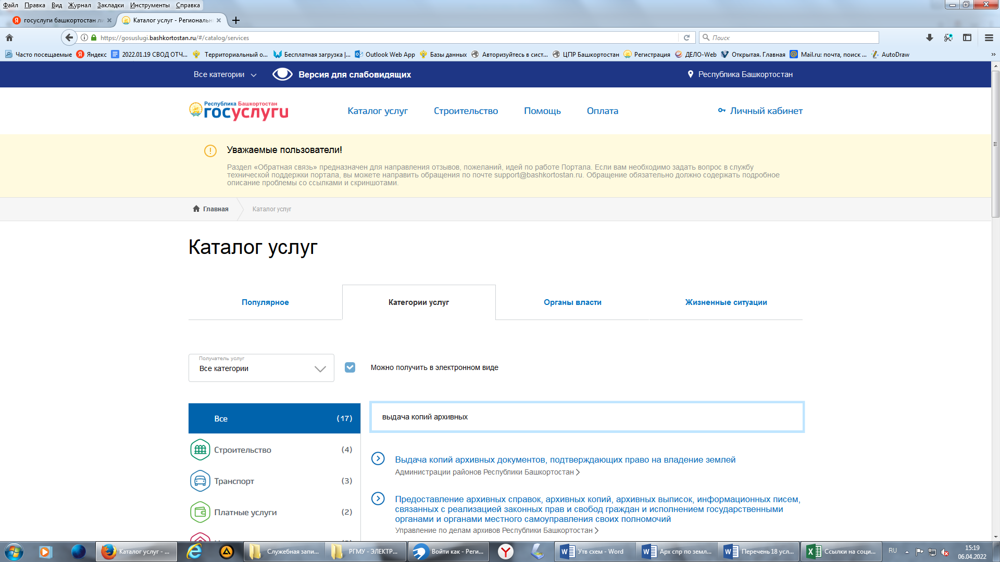 Файл Правка Вид Журнал Закладки Инструменты Справка
госуслуги башкортостан ли
Каталог услуг - Региональн
https://gosuslugi.bashkortostan.ru/#/catalog/services
Поиск
Часто посещаемые Яндекс 2022.01.19 СВОД ОТЧ... Территориальный о... Бесплатная загрузка |... Outlook Web App Базы данных Авторизуйтесь в сист... ЦПР Башкортостан Регистрация ДЕЛО-Web Открытая. Главная Mail.ru: почта, поиск ... AutoDraw
Все категории Версия для слабовидящих Республика Башкортостан
Республика Башкортостан
госуслуги
Каталог услуг Строительство Помощь Оплата Личный кабинет
Уважаемые пользователи!
Раздел «Обратная связь» предназначен для направления отзывов, пожеланий, идей по работе Портала. Если вам необходимо задать вопрос в службу
технической поддержки портала, вы можете направить обращения по почте support@bashkortostan.ru. Обращение обязательно должно содержать подробное
описание проблемы со ссылками и скриншотами.
Главная Каталог услуг
Каталог услуг
Популярное Категории услуг Органы власти Жизненные ситуации
Получатель услуг
Все категории
Можно получить в электронном виде
Все (17)
Строительство (4)
Транспорт (3)
Платные услуги (2)
выдача копий архивных
Выдача копий архивных документов, подтверждающих право на владение землей
Администрации районов Республики Башкортостан
Предоставление архивных справок, архивных копий, архивных выписок, информационных писем,
связанных с реализацией законных прав и свобод граждан и исполнением государственными
органами и органами местного самоуправления своих полномочий
Управление по делам архивов Республики Башкортостан
Каталог услуг - ... Служебная запи... РГМУ - ЭЛЕКТР... Войти как - Реги... Утв схем - Word Арх спр по земл... Перечень 18 усл... Ссылки на соци... RU
15:19
06.04.2022